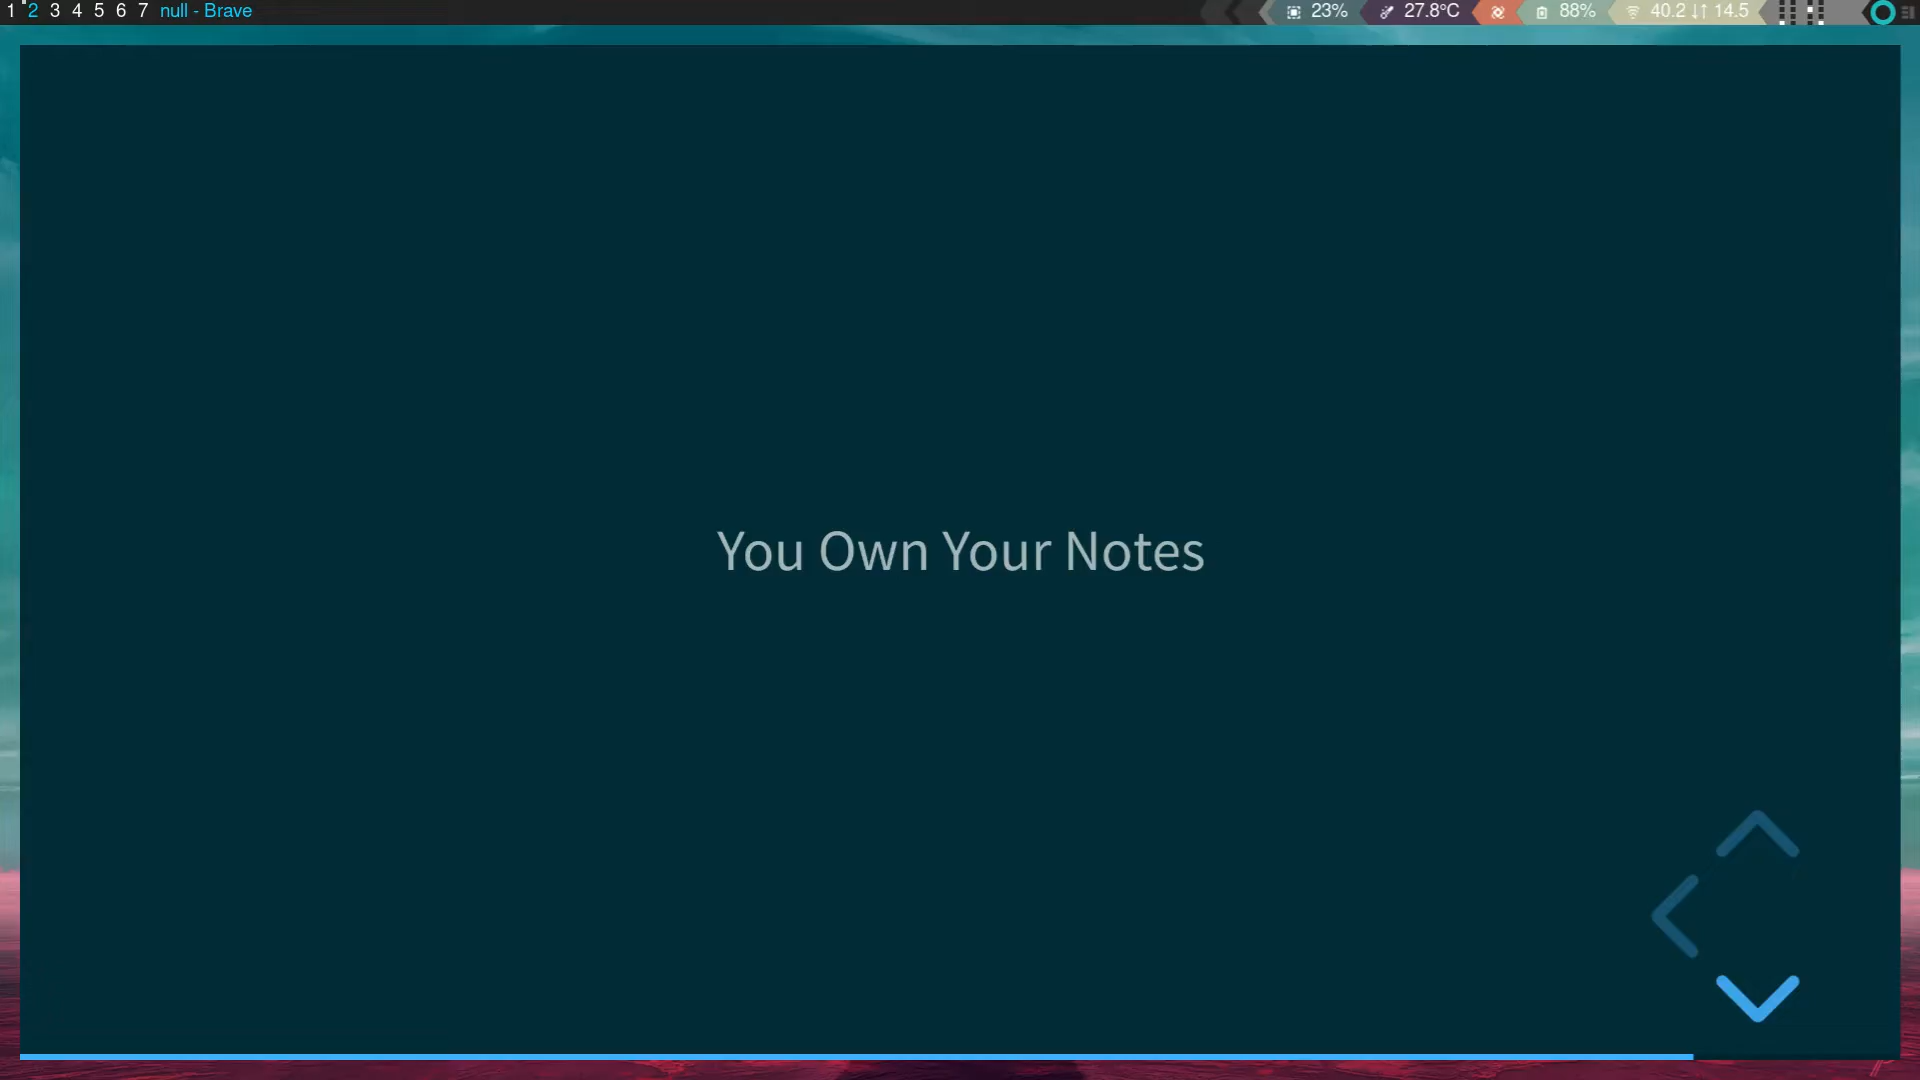 1 2 3 4 5 6 7 null - Brave
23% 27.8°C 88% 40.2 ↓↑ 14.5
You Own Your Notes